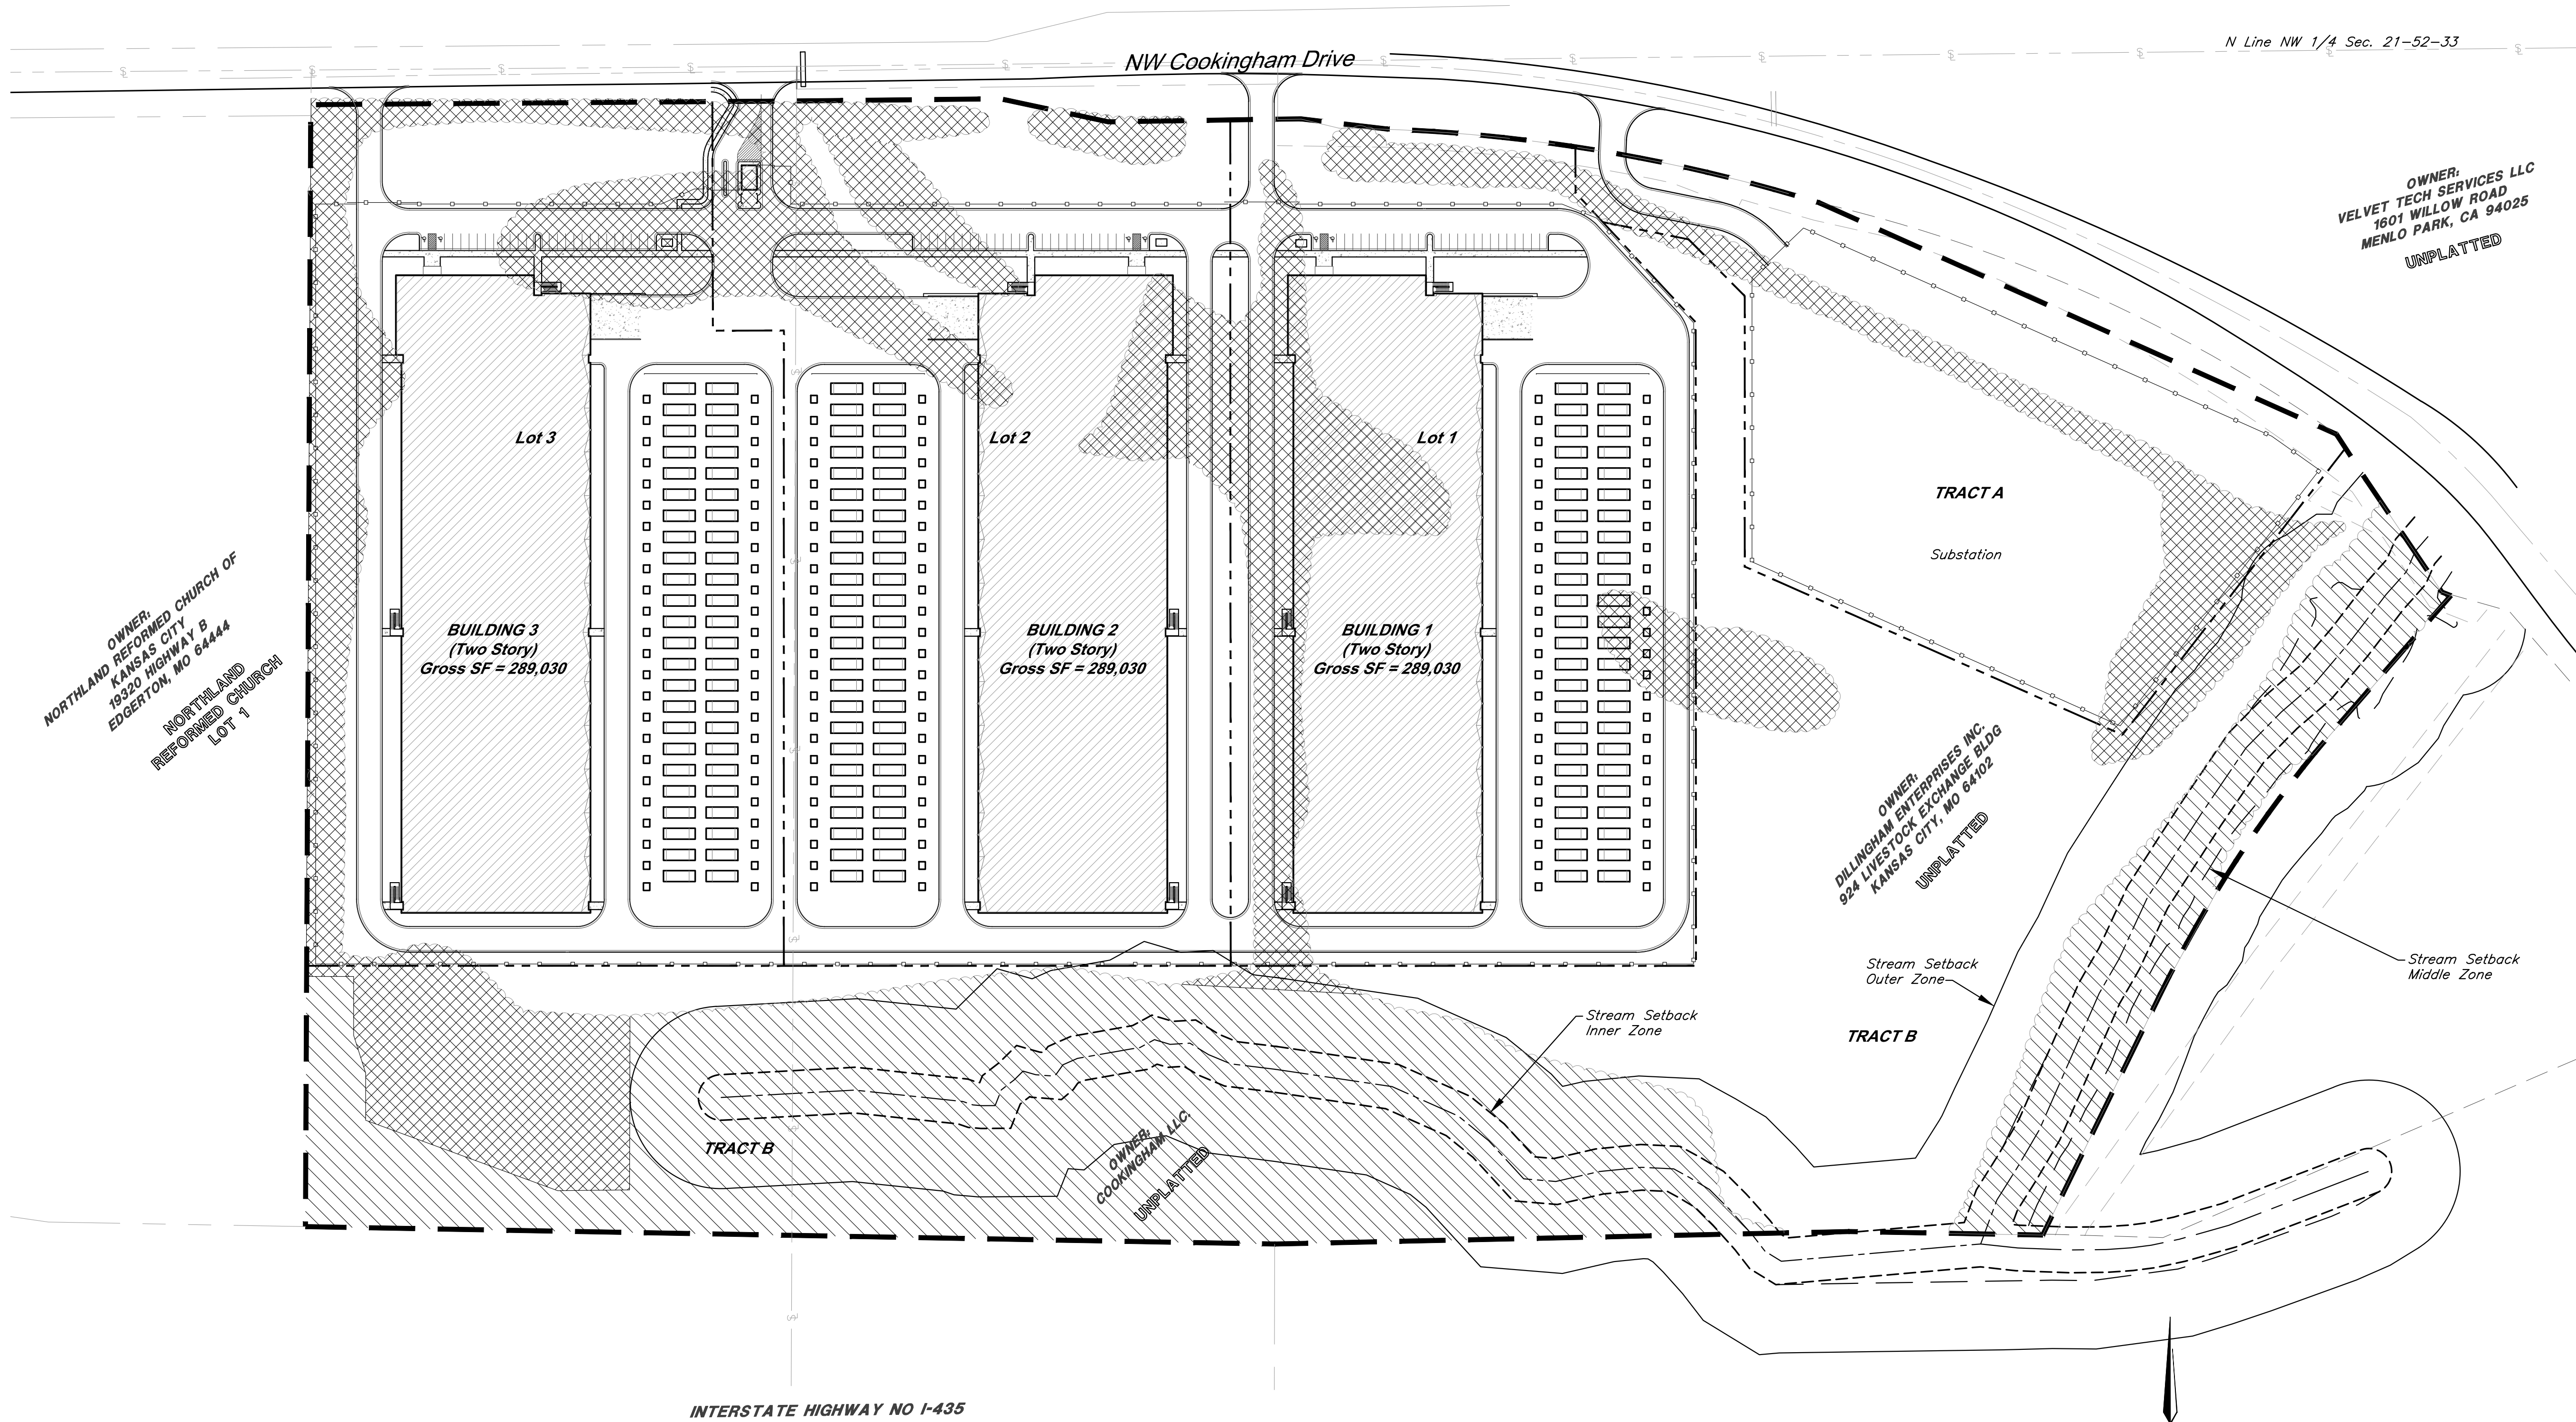 N Line NW 1/4 Sec. 21-52-33
NW Cookingham Drive
OWNER:
VELVET TECH SERVICES LLC
1601 WILLOW ROAD
MENLO PARK, CA 94025
UNPLATTED
Lot 3
Lot 2
Lot 1
TRACT A
Substation
OWNER:
NORTHLAND REFORMED CHURCH OF
KANSAS CITY
19320 HIGHWAY B
EDGERTON, MO 64444
NORTHLAND
REFORMED CHURCH
LOT 1
BUILDING 3
(Two Story)
Gross SF = 289,030
BUILDING 2
(Two Story)
Gross SF = 289,030
BUILDING 1
(Two Story)
Gross SF = 289,030
OWNER:
DILLINGHAM ENTERPRISES INC.
924 LIVESTOCK EXCHANGE BLDG
KANSAS CITY, MO 64102
UNPLATTED
Stream Setback
Outer Zone
Stream Setback
Middle Zone
Stream Setback
Inner Zone
TRACT B
TRACT B
OWNER:
COOKINGHAM LLC.
UNPLATTED
INTERSTATE HIGHWAY NO I-435